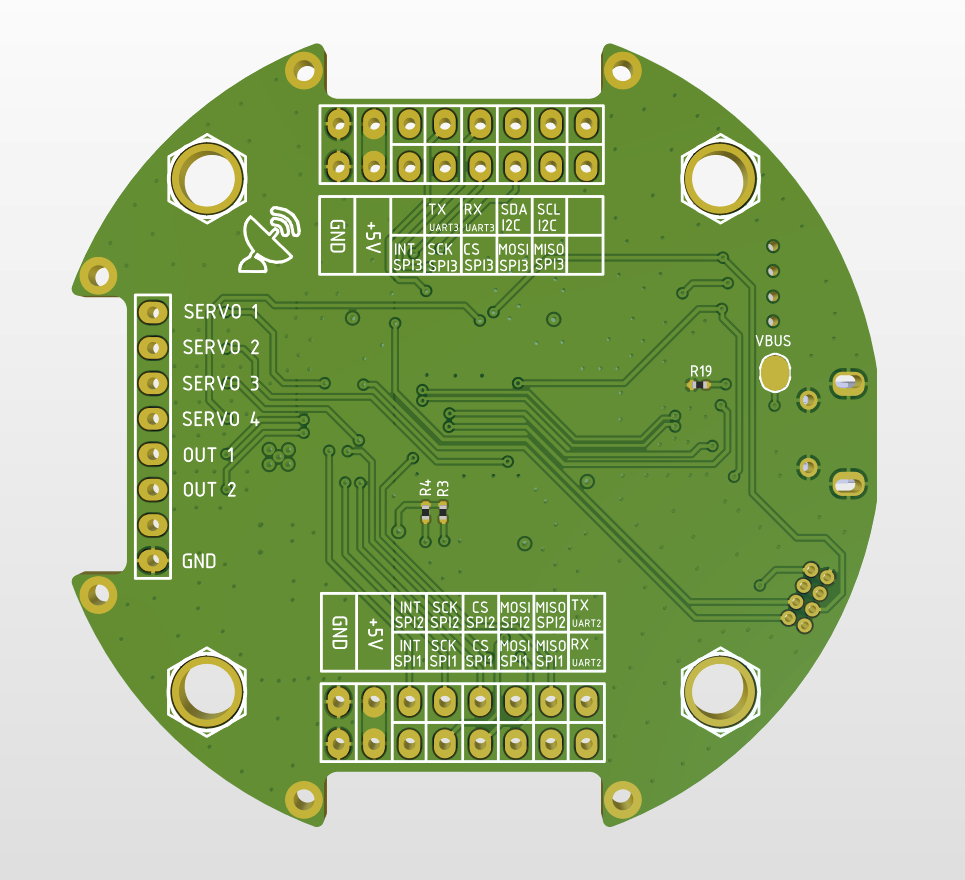 GND
+5V
TX
UART3
RX
UART3
SDA
I2C
SCL
I2C
INT
SPI3
SCK
SPI3
CS
SPI3
MOSI
SPI3
MISO
SPI3
SERVO 1
SERVO 2
SERVO 3
SERVO 4
OUT 1
OUT 2
GND
VBUS
R19
R4
R3
GND
+5V
INT
SPI2
SCK
SPI2
CS
SPI2
MOSI
SPI2
MISO
SPI2
TX
UART2
INT
SPI1
SCK
SPI1
CS
SPI1
MOSI
SPI1
MISO
SPI1
RX
UART2